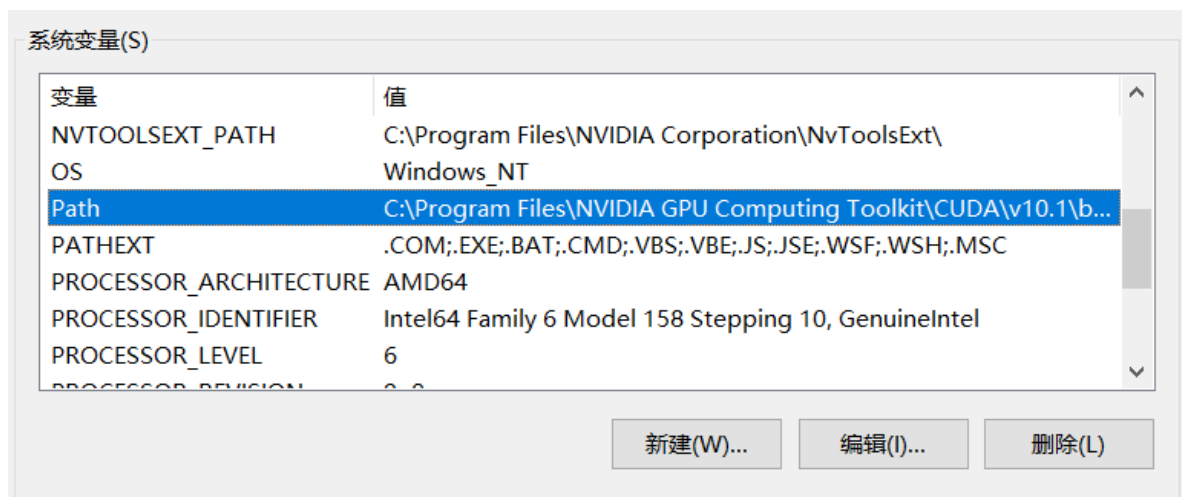 系统变量(S)
变量 值
NVTOOLSEXT_PATH C:\Program Files\NVIDIA Corporation\NvToolsExt\
OS Windows_NT
Path C:\Program Files\NVIDIA GPU Computing Toolkit\CUDA\v10.1\b...
PATHEXT .COM;.EXE;.BAT;.CMD;.VBS;.VBE;.JS;.JSE;.WSF;.WSH;.MSC
PROCESSOR_ARCHITECTURE AMD64
PROCESSOR_IDENTIFIER Intel64 Family 6 Model 158 Stepping 10, GenuineIntel
PROCESSOR_LEVEL 6
新建(W)... 编辑(I)... 删除(L)